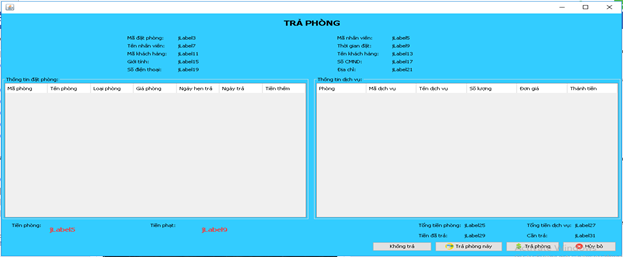 TRẢ PHÒNG
Mã đặt phòng: jLabel3 Mã nhân viên: jLabel5
Tên nhân viên: jLabel7 Thời gian đặt: jLabel9
Mã khách hàng: jLabel11 Tên khách hàng: jLabel13
Giới tính: jLabel15 Số CMND: jLabel17
Số điện thoại: jLabel19 Địa chỉ: jLabel21
Thông tin đặt phòng: Thông tin dịch vụ:
Mã phòng Tên phòng Loại phòng Giá phòng Ngày hẹn trả Ngày trả Tiền thêm Phòng Mã dịch vụ Tên dịch vụ Số lượng Đơn giá Thành tiền
Tiền phòng: jLabel5 Tiền phạt: jLabel9 Tổng tiền phòng: jLabel25 Tổng tiền dịch vụ: jLabel27
Tiền đã trả: jLabel29 Cần trả: jLabel31
Không trả Trả phòng này Trả phòng Hủy bỏ